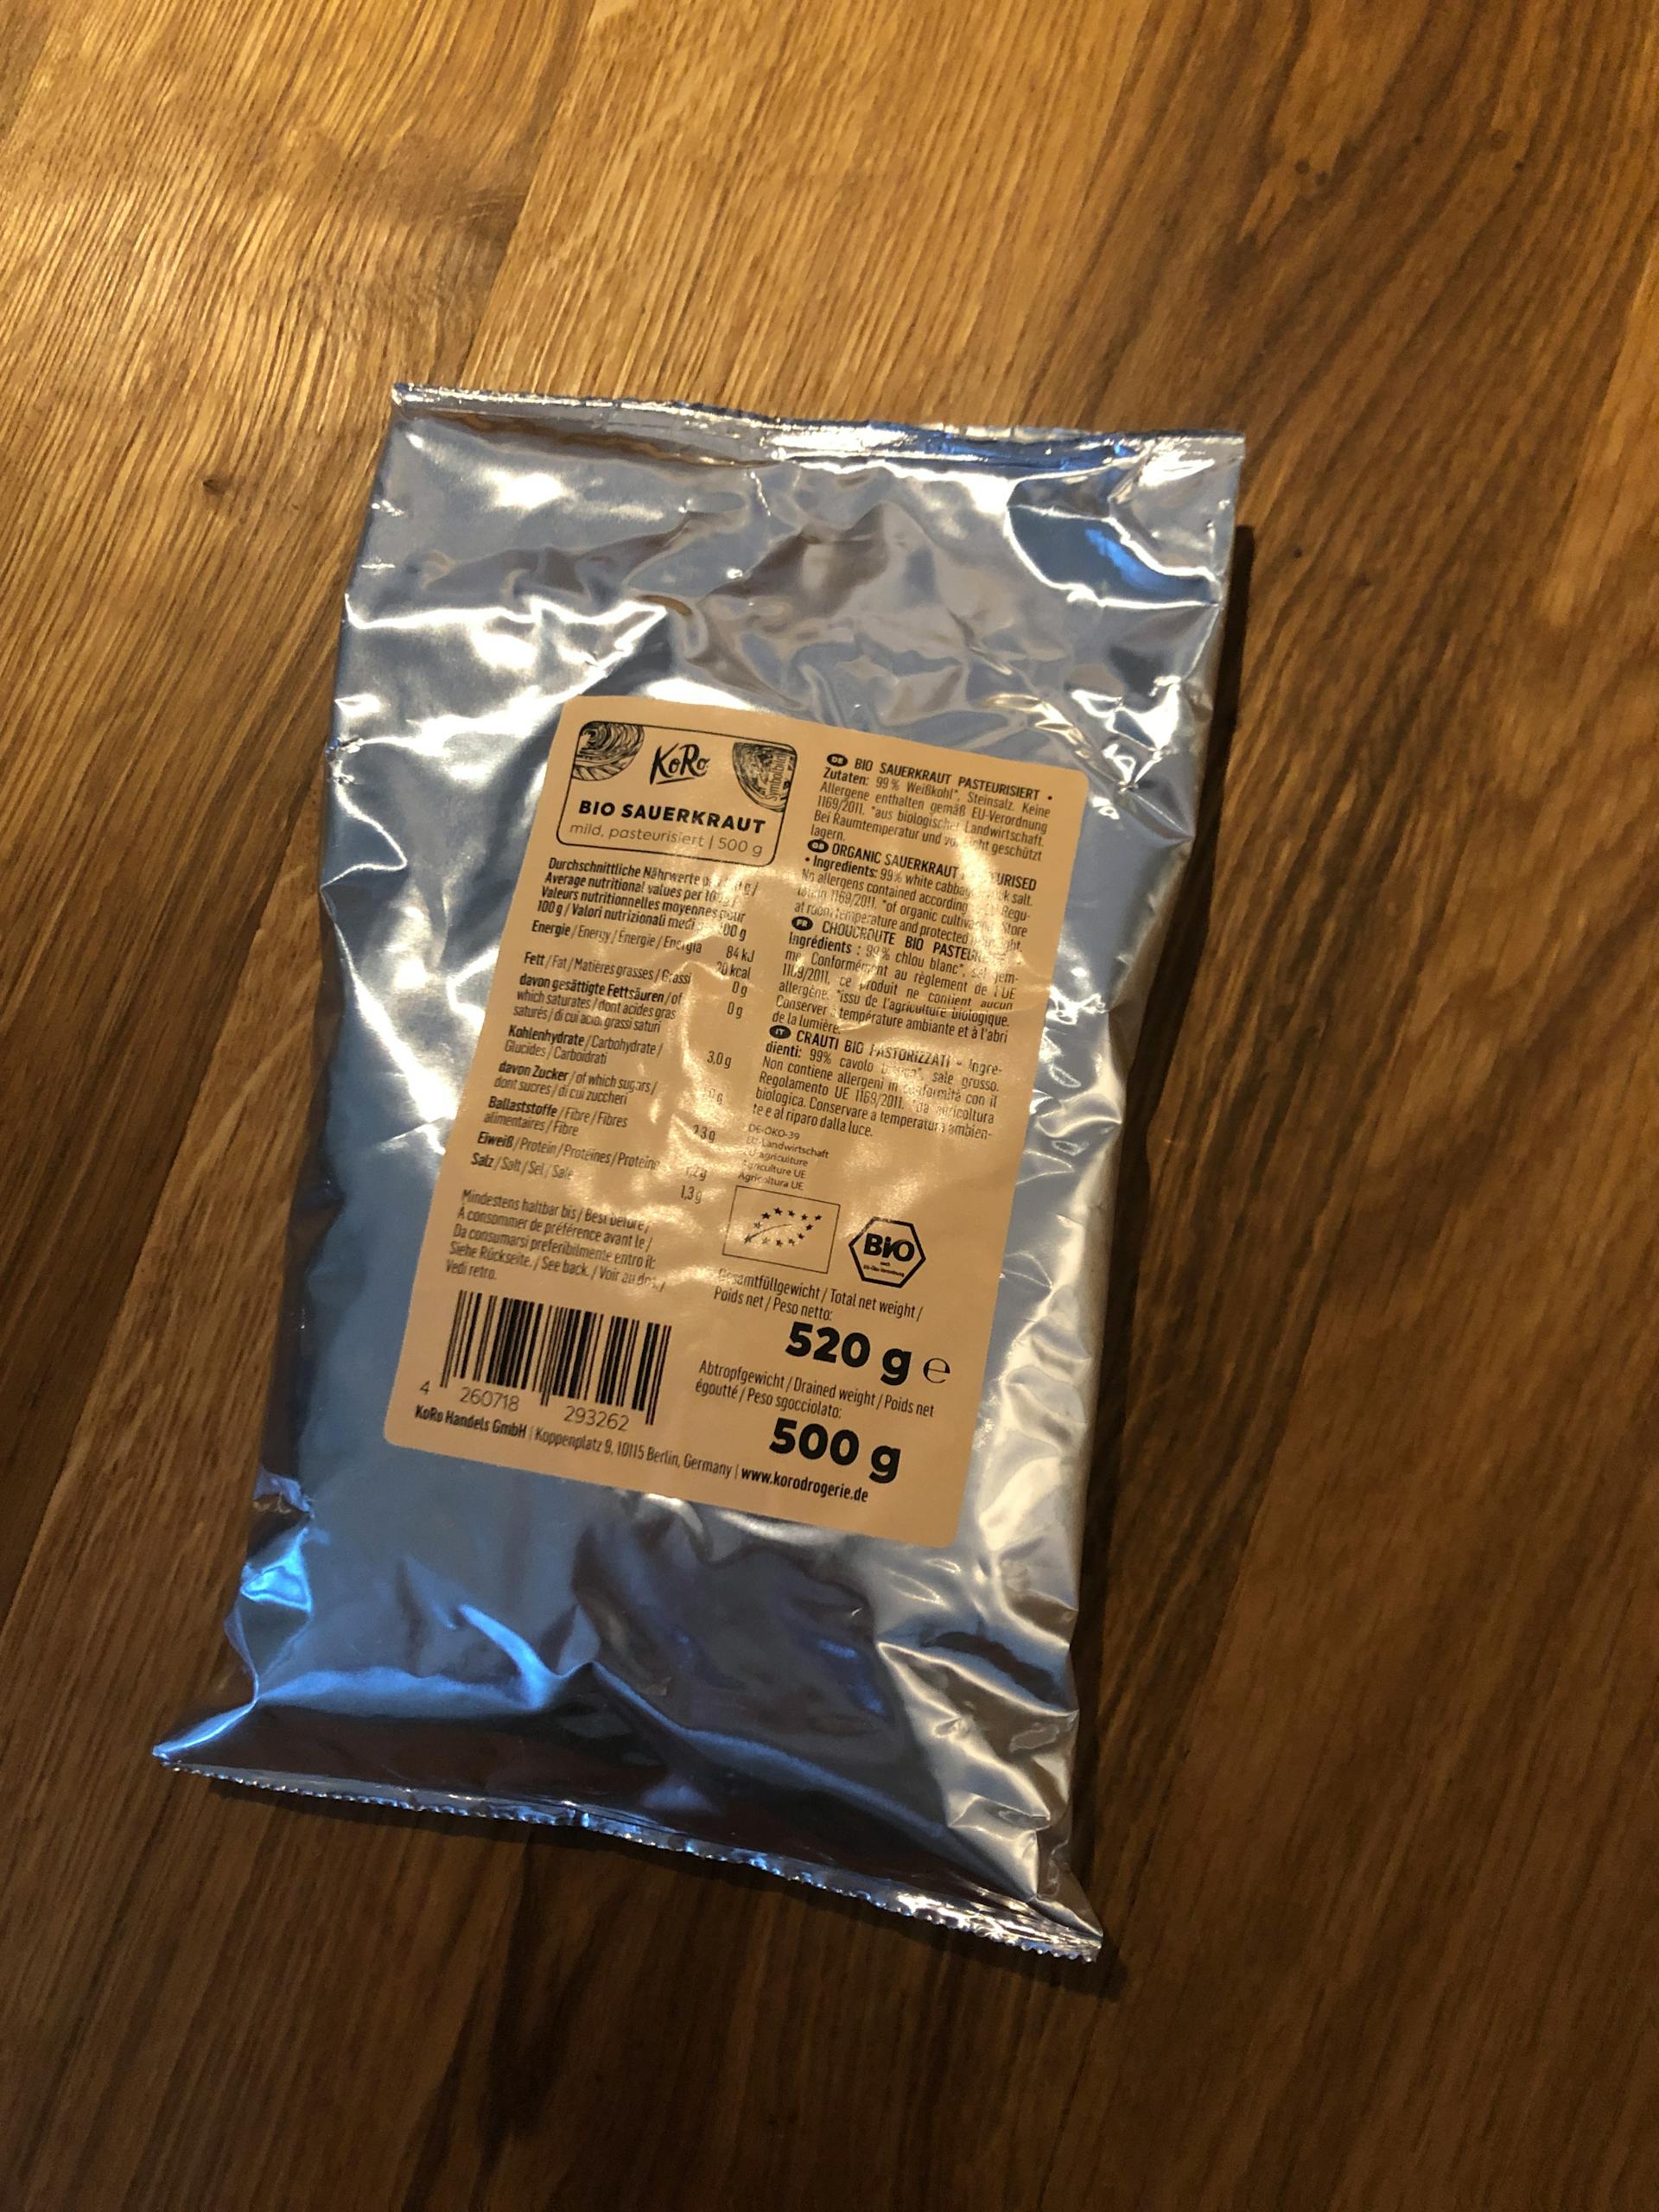 KoRo
BIO SAUERKRAUT
mild, pasteurisiert | 500 g
Durchschnittliche Nährwerte
Average nutritional values per
Valeurs nutritionnelles moyennes pour
100 g / Valori nutrizionali medi
Energie / Energy / Énergie / Energia 84 kJ
20 kcal
Fett / Fat / Matières grasses / Grassi 0 g
davon gesättigte Fettsäuren / of 0 g
which saturates / dont acides gras
saturés / di cui acidi grassi saturi
Kohlenhydrate / Carbohydrate / 3,0 g
Glucides / Carboidrati
davon Zucker / of which sugars /
dont sucres / di cui zuccheri
Ballaststoffe / Fibre / Fibres
alimentaires / Fibre
Eiweiß / Protein / Protéines / Proteine
Salz / Salt / Sel / Sale 1,3 g
Mindestens haltbar bis / Best before /
À consommer de préférence avant le /
Da consumarsi preferibilmente entro il:
Siehe Rückseite. / See back. / Voir au dos. /
Vedi retro.
4 260718 293262
DE BIO SAUERKRAUT PASTEURISIERT •
Zutaten: 99 % Weißkohl*, Steinsalz. Keine
Allergene enthalten gemäß EU-Verordnung
1169/2011. *aus biologischer Landwirtschaft.
Bei Raumtemperatur und geschützt
lagern.
ORGANIC SAUERKRAUT
• Ingredients: 99% white salt.
No allergens contained according
1169/2011. *of organic Store
at room temperature and protected
FR CHOUCROUTE BIO
Ingrédients : 99 % chlou blanc*,
Conformément au règlement de l'UE
1169/2011, ce produit ne contient aucun
allergène. *issu de l'agriculture biologique.
Conserver température ambiante et à l'abri
de la lumière.
IT CRAUTI BIO PASTORIZZATI • Ingre-
dienti: 99% cavolo sale grosso.
Non contiene allergeni in conformità con il
Regolamento UE 1169/2011. *da agricoltura
biologica. Conservare a temperatura ambien-
te e al riparo dalla luce.
DE-ÖKO-39
EU-Landwirtschaft
EU agriculture
Agriculture UE
Agricoltura UE
Bio
nach
EG-Öko-Verordnung
Gesamtfüllgewicht / Total net weight /
Poids net / Peso netto:
520 g ℮
Abtropfgewicht / Drained weight / Poids net
égoutté / Peso sgocciolato:
500 g
KoRo Handels GmbH | Koppenplatz 9, 10115 Berlin, Germany | www.korodrogerie.de